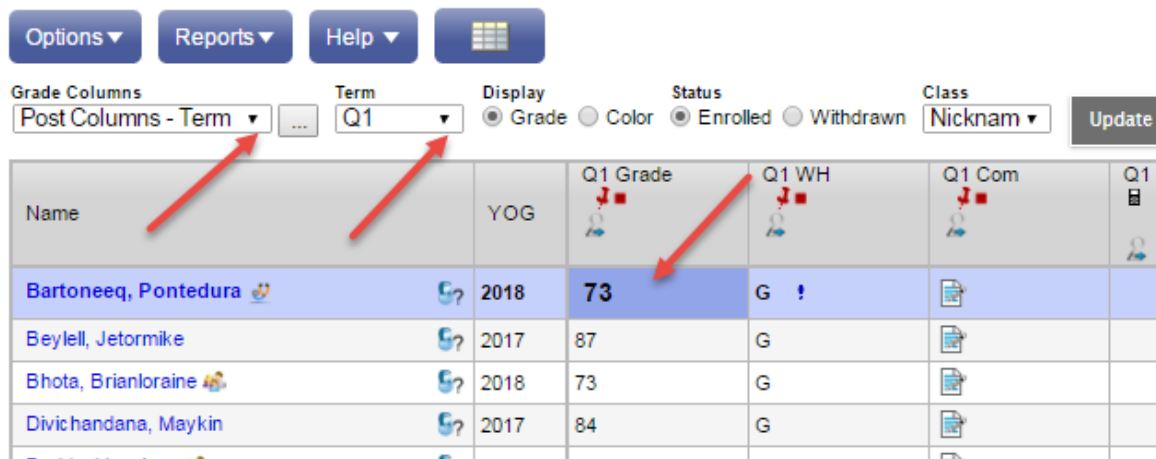 Options▼ Reports▼ Help ▼
Grade Columns Term Display Status Class
Post Columns - Term ▼ ... Q1 ▼ Grade Color Enrolled Withdrawn Nicknam ▼ Update
Name YOG Q1 Grade Q1 WH Q1 Com Q1
Bartoneeq, Pontedura ? 2018 73 G !
Beylell, Jetormike ? 2017 87 G
Bhota, Brianloraine ? 2018 73 G
Divichandana, Maykin ? 2017 84 G